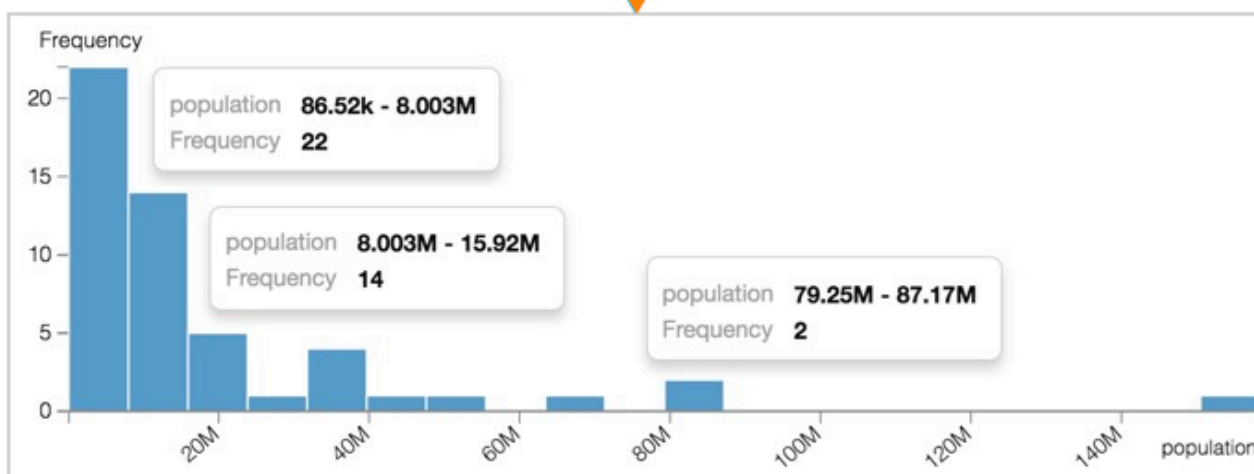 Frequency
20
15
10
5
0
population 86.52k - 8.003M
Frequency 22
population 8.003M - 15.92M
Frequency 14
population 79.25M - 87.17M
Frequency 2
20M 40M 60M 80M 100M 120M 140M population